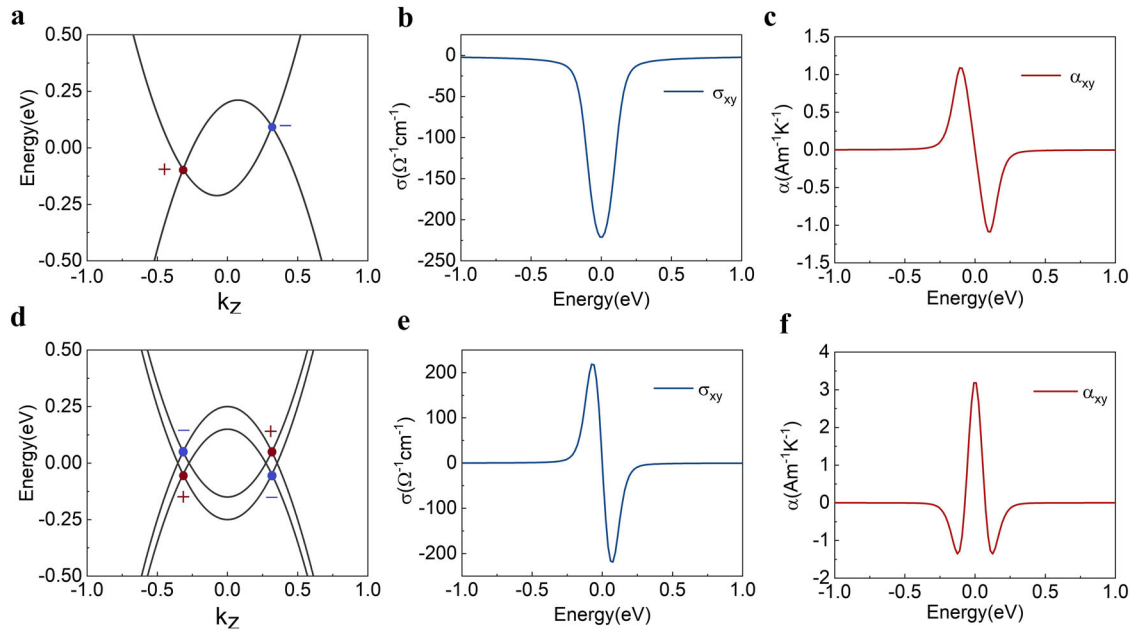 a
0.50
0.25
0.00
-0.25
-0.50
Energy(eV)
+
−
-1.0 -0.5 0.0 0.5 1.0
kZ
b
0
-50
-100
-150
-200
-250
σ(Ω⁻¹cm⁻¹)
σxy
-1.0 -0.5 0.0 0.5 1.0
Energy(eV)
c
1.5
1.0
0.5
0.0
-0.5
-1.0
-1.5
α(Am⁻¹K⁻¹)
αxy
-1.0 -0.5 0.0 0.5 1.0
Energy(eV)
d
0.50
0.25
0.00
-0.25
-0.50
Energy(eV)
− +
+ −
-1.0 -0.5 0.0 0.5 1.0
kZ
e
200
100
0
-100
-200
σ(Ω⁻¹cm⁻¹)
σxy
-1.0 -0.5 0.0 0.5 1.0
Energy(eV)
f
4
3
2
1
0
-1
-2
α(Am⁻¹K⁻¹)
αxy
-1.0 -0.5 0.0 0.5 1.0
Energy(eV)